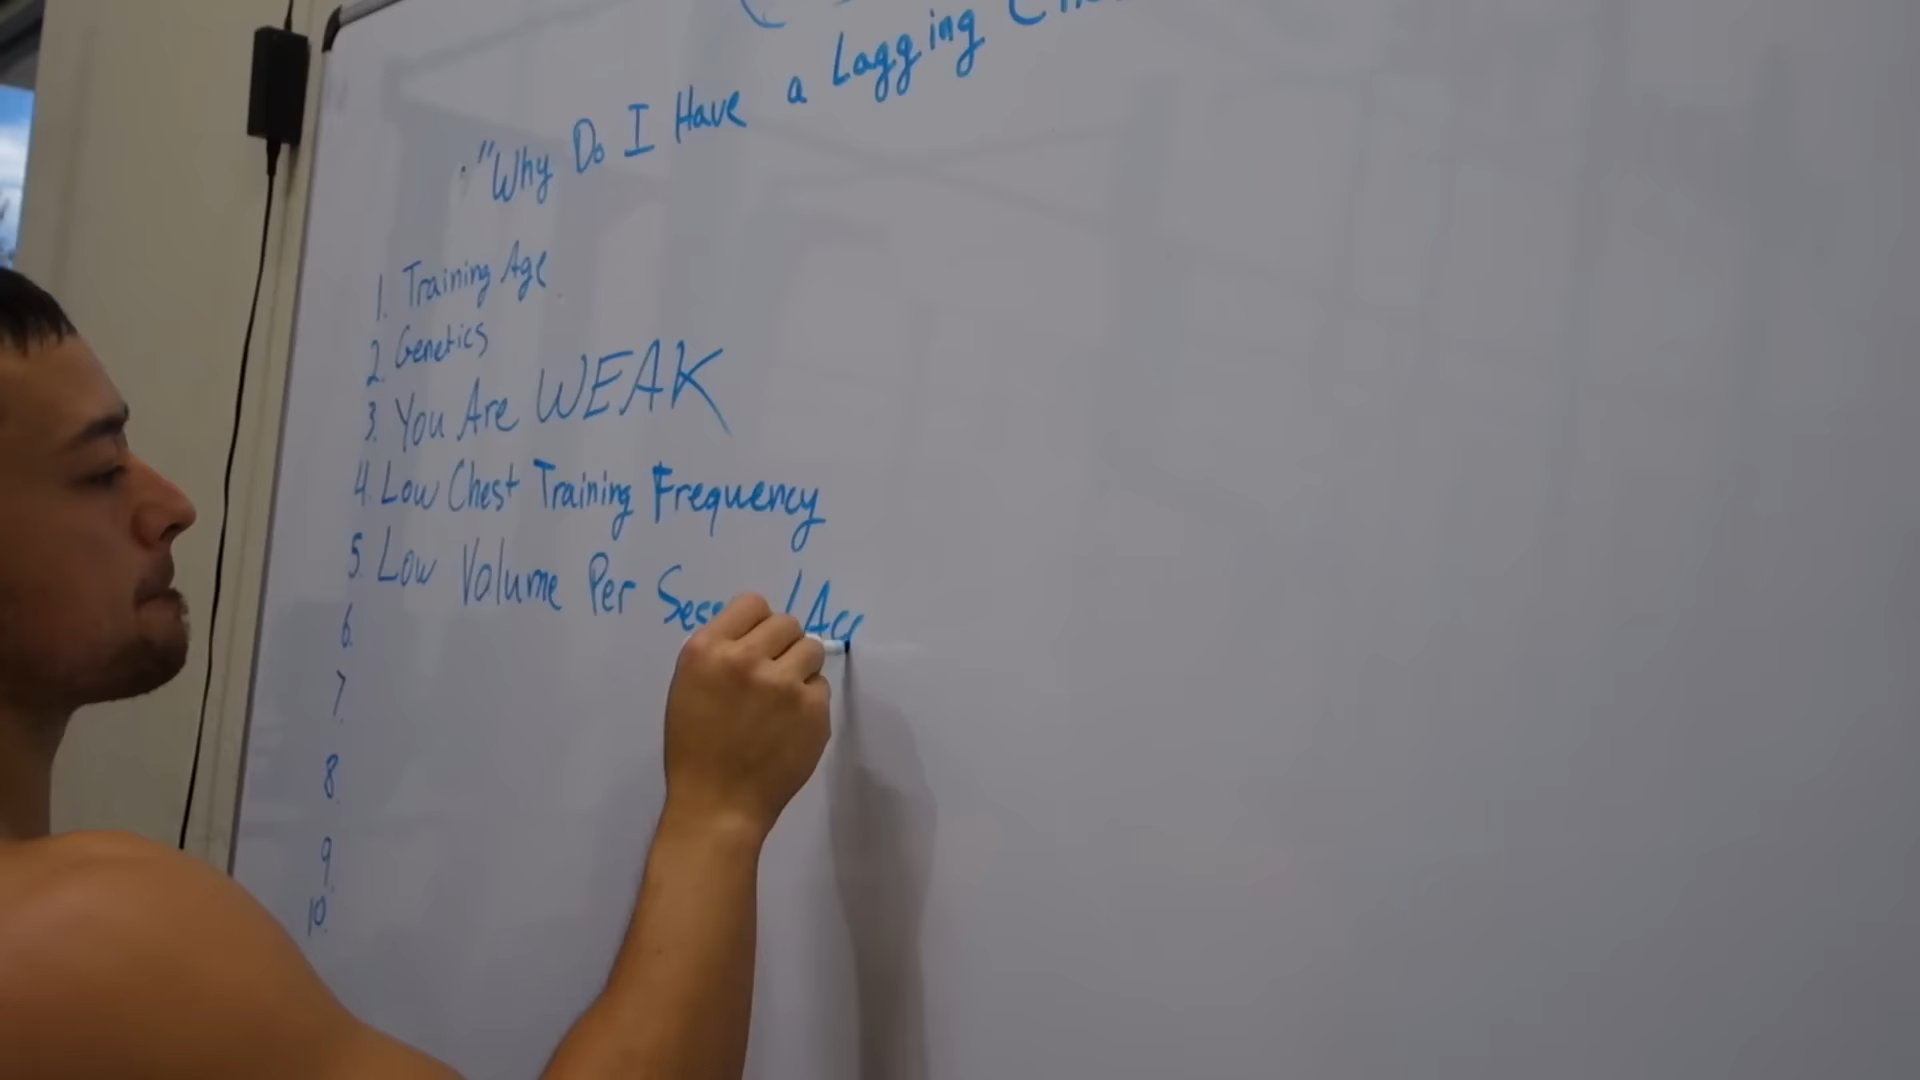 "Why Do I Have a Lagging
1. Training Age
2. Genetics
3. You Are WEAK
4. Low Chest Training Frequency
5. Low Volume Per
6.
7.
8.
9.
10.